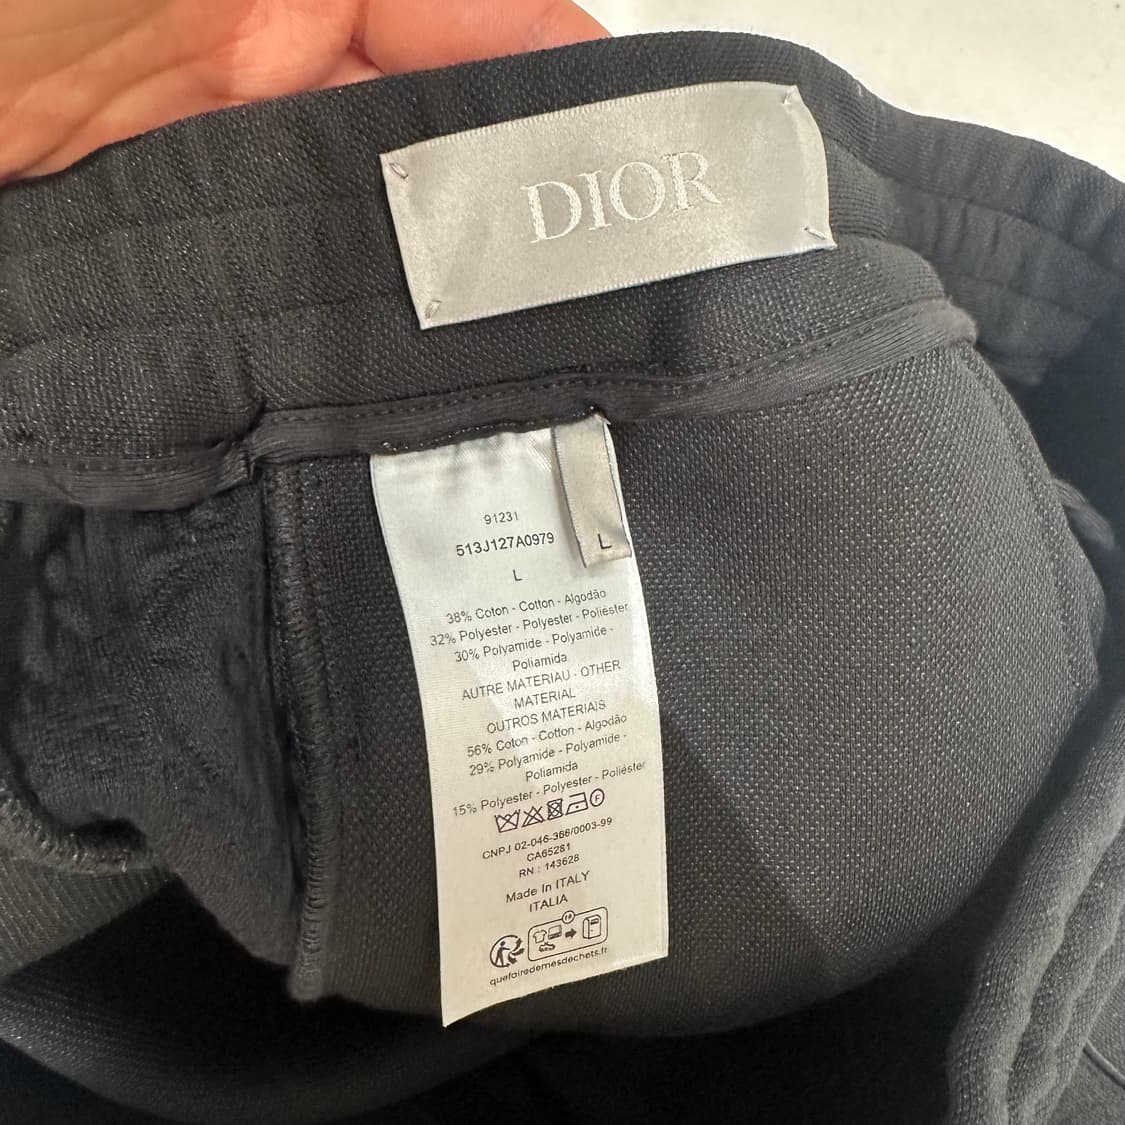 DIOR
L
91231
513J127A0979
L
38% Coton - Cotton - Algodão
32% Polyester - Polyester - Poliéster
30% Polyamide - Polyamide -
Poliamida
AUTRE MATERIAU - OTHER
MATERIAL
OUTROS MATERIAIS
56% Coton - Cotton - Algodão
29% Polyamide - Polyamide -
Poliamida
15% Polyester - Polyester - Poliéster
F
CNPJ 02-046-366/0003-99
CA65281
RN : 143628
Made In ITALY
ITALIA
FR
quefairedemesdechets.fr